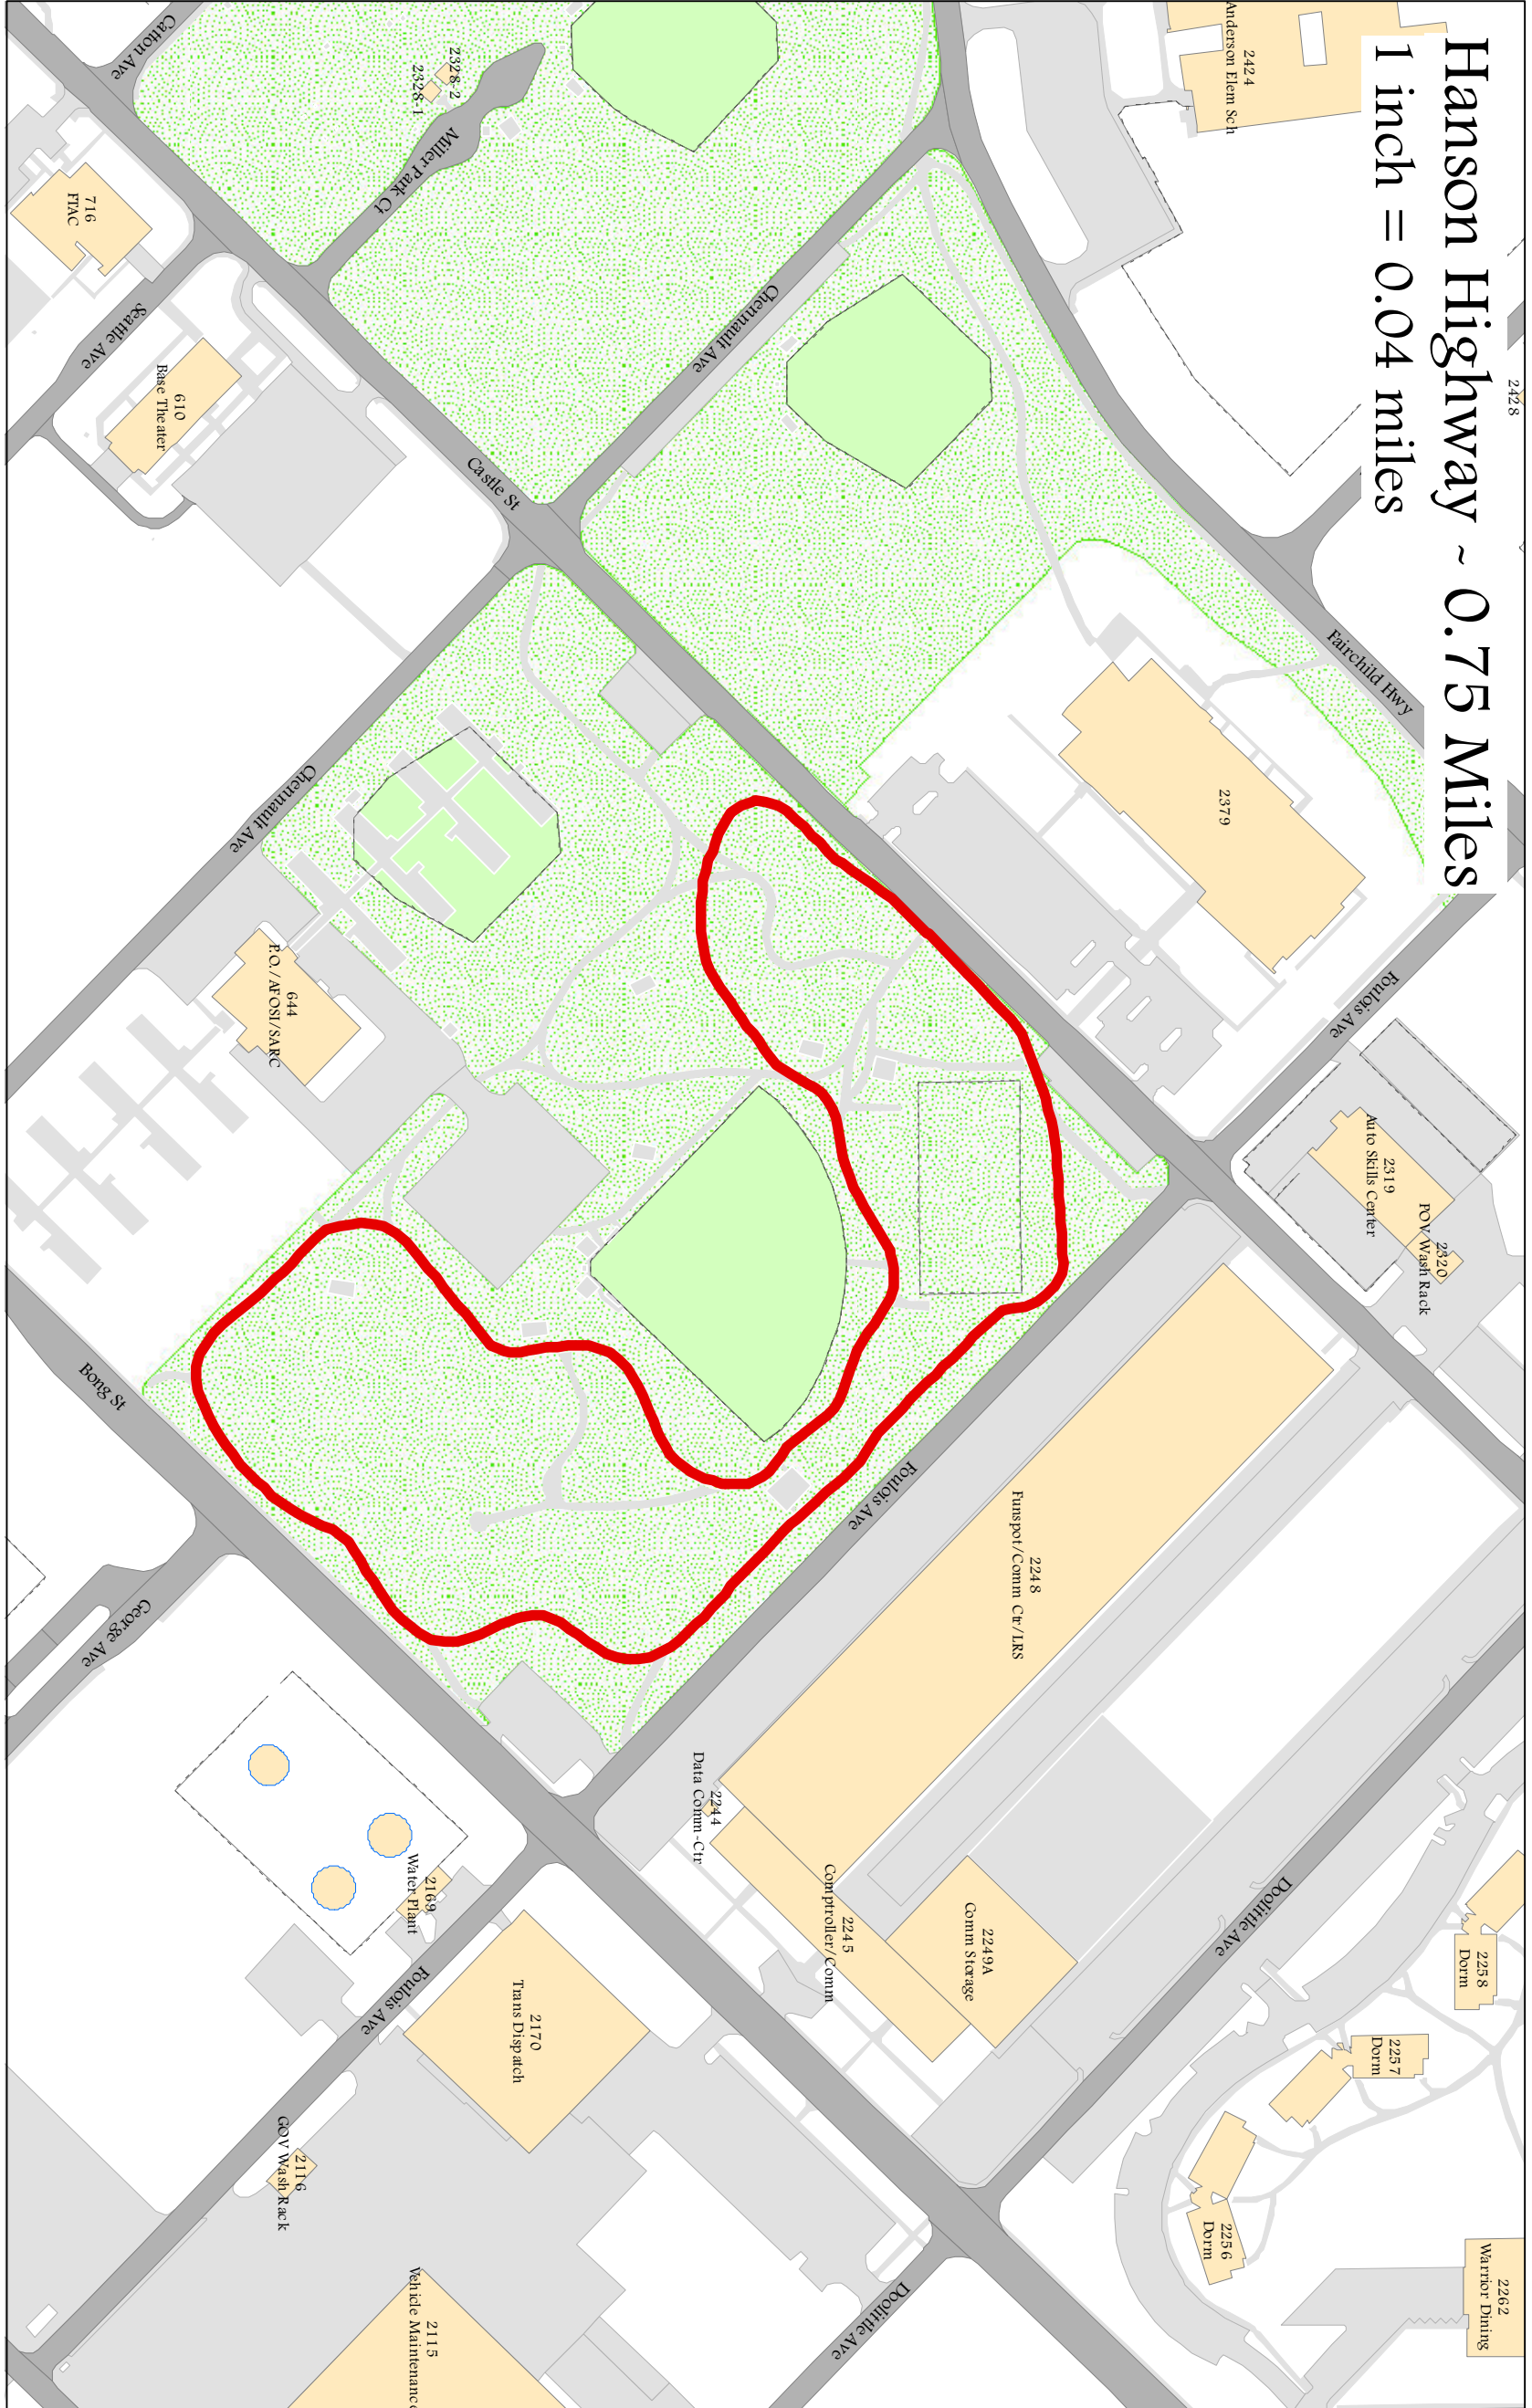 Hanson Highway ~ 0.75 Miles
1 inch = 0.04 miles
2424
Anderson Elem Sch
2428
Catton Ave
2328-2
2328-1
Miller Park Ct
716
FTAC
Seattle Ave
610
Base Theater
Chennault Ave
Castle St
Fairchild Hwy
2379
Chennault Ave
644
P.O./AFOSI/SARC
Foulois Ave
2319
Auto Skills Center
2320
POV Wash Rack
Bong St
George Ave
Foulois Ave
2248
Funspot/Comm Ctr/LRS
2244
Data Comm-Ctr
2245
Comptroller/Comm
2249A
Comm Storage
Doolittle Ave
2169
Water Plant
Foulois Ave
2170
Trans Dispatch
2116
GOV Wash Rack
2115
Vehicle Maintenance
Doolittle Ave
2258
Dorm
2257
Dorm
2256
Dorm
2262
Warrior Dining